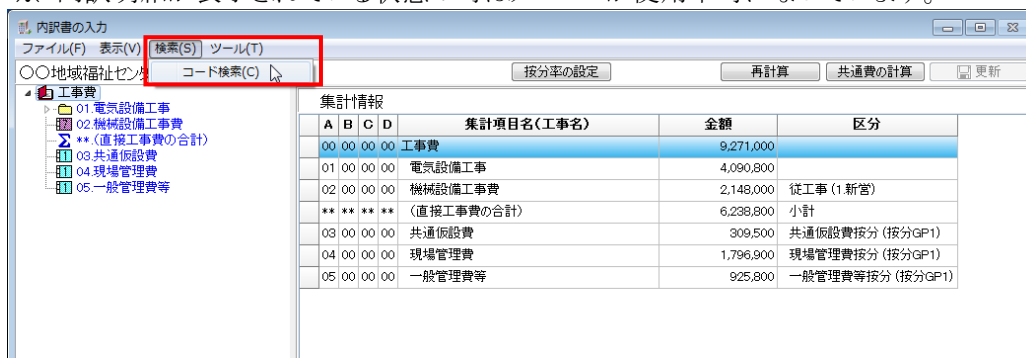 内訳書の入力
ファイル(F) 表示(V) 検索(S) ツール(T)
コード検索(C)
○○地域福祉セン
按分率の設定 再計算 共通費の計算 更新
工事費
01.電気設備工事
02.機械設備工事費
**.(直接工事費の合計)
03.共通仮設費
04.現場管理費
05.一般管理費等
集計情報
A B C D 集計項目名(工事名) 金額 区分
00 00 00 00 工事費 9,271,000
01 00 00 00 電気設備工事 4,090,800
02 00 00 00 機械設備工事費 2,148,000 従工事(1.新営)
** ** ** ** (直接工事費の合計) 6,238,800 小計
03 00 00 00 共通仮設費 309,500 共通仮設費按分(按分GP1)
04 00 00 00 現場管理費 1,796,900 現場管理費按分(按分GP1)
05 00 00 00 一般管理費等 925,800 一般管理費等按分(按分GP1)